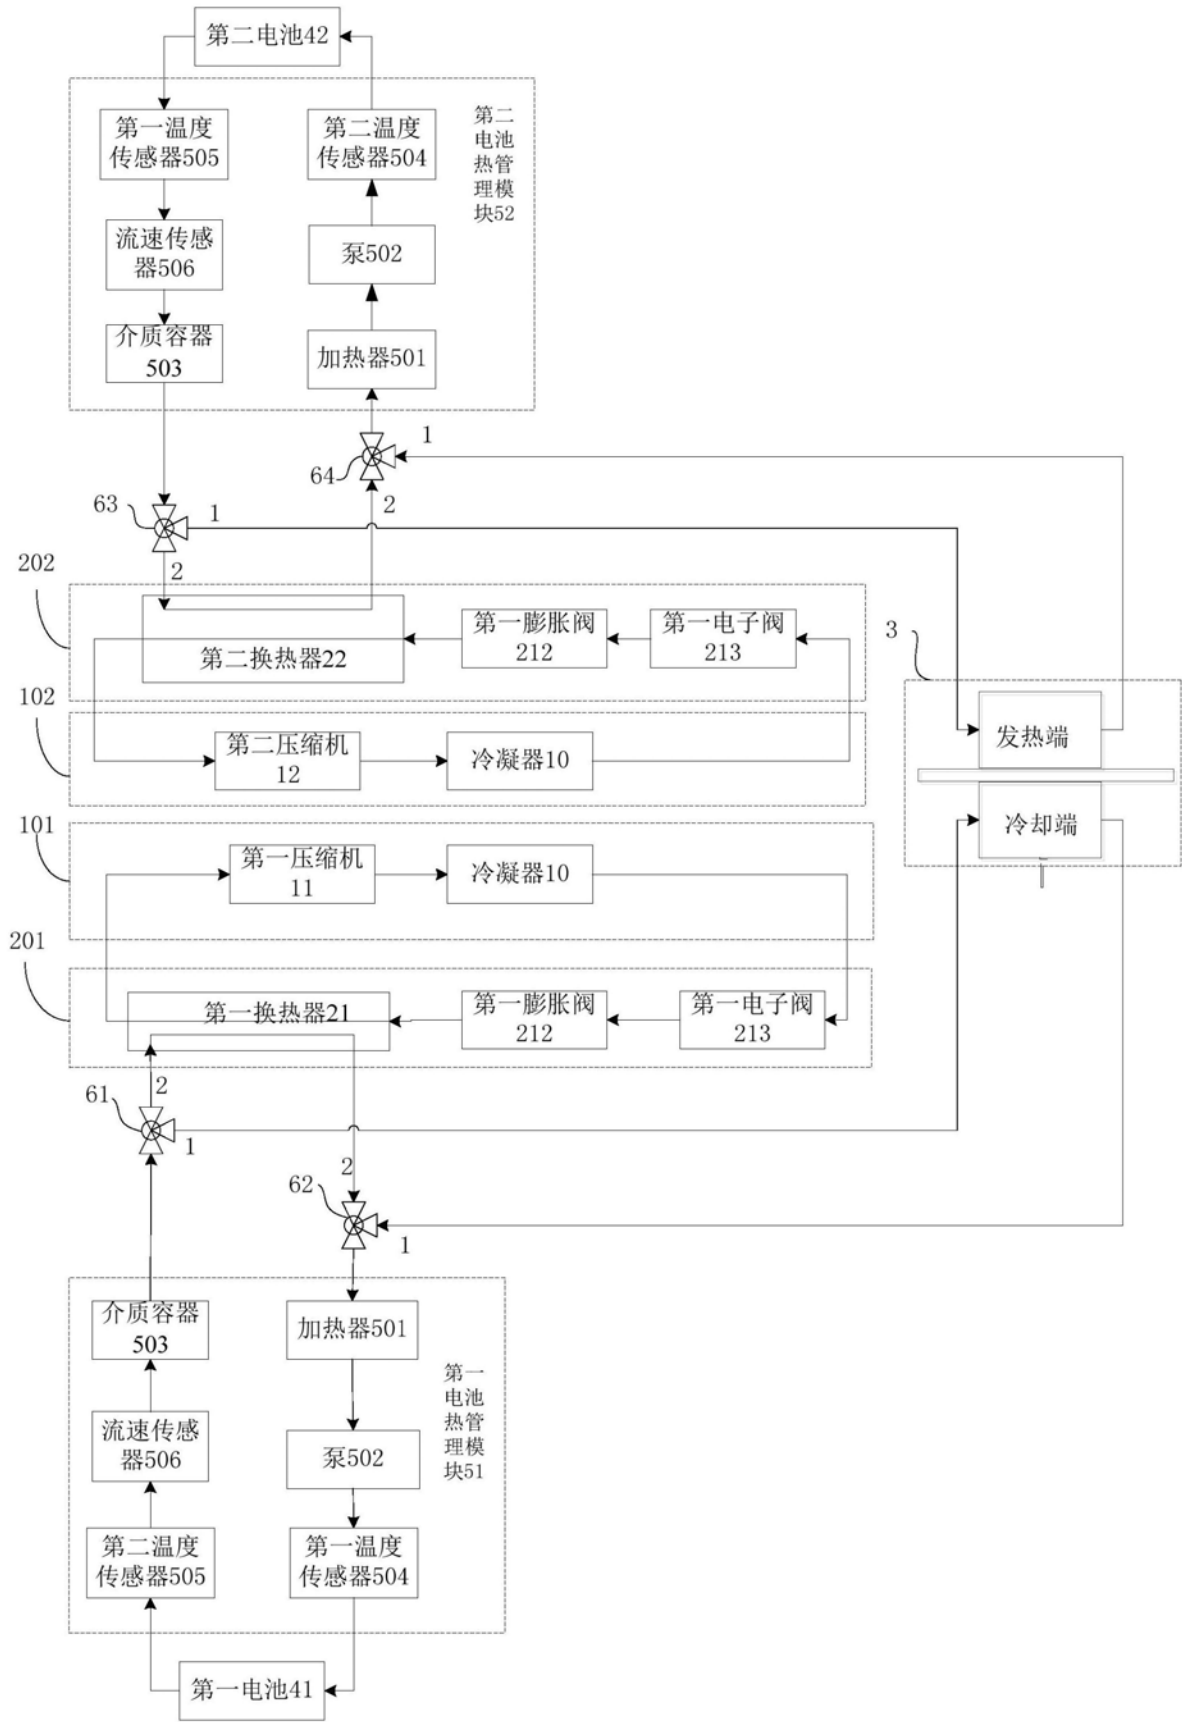 第二电池42
第一温度
传感器505
第二温度
传感器504
第二
电池
热管
理模
块52
流速传感
器506
泵502
介质容器
503
加热器501
1
64
2
63
1
2
202
第二换热器22
第一膨胀阀
212
第一电子阀
213
3
102
第二压缩机
12
冷凝器10
发热端
冷却端
101
第一压缩机
11
冷凝器10
201
第一换热器21
第一膨胀阀
212
第一电子阀
213
2
61
1
2
62
1
介质容器
503
加热器501
第一
电池
热管
理模
块51
流速传感
器506
泵502
第二温度
传感器505
第一温度
传感器504
第一电池41